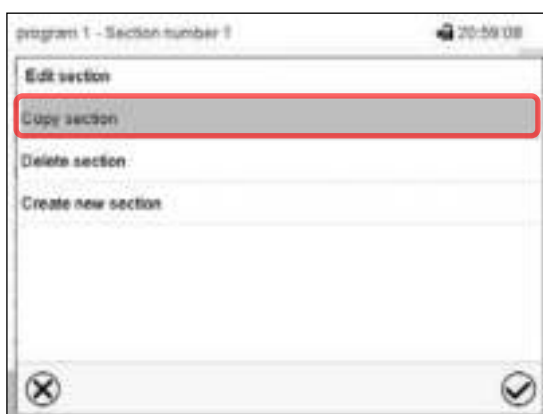 program 1 - Section number 1 20:59:08
Edit section
Copy section
Delete section
Create new section